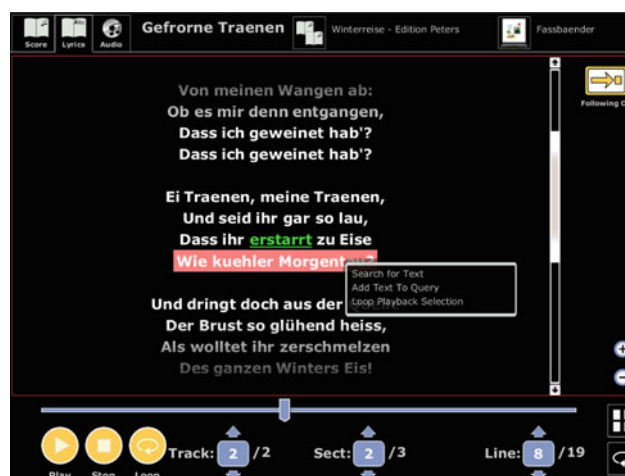 Gefrorne Traenen
Winterreise - Edition Peters
Fassbaender
Score
Lyrics
Audio
Von meinen Wangen ab:
Ob es mir denn entgangen,
Dass ich geweinet hab'?
Dass ich geweinet hab'?
Following
Ei Traenen, meine Traenen,
Und seid ihr gar so lau,
Dass ihr erstarrt zu Eise
Wie kuehler Morgentau?
Search for Text
Add Text To Query
Loop Playback Selection
Und dringt doch aus der Quelle
Der Brust so glühend heiss,
Als wolltet ihr zerschmelzen
Des ganzen Winters Eis!
Track: 2 /2
Sect: 2 /3
Line: 8 /19
Play
Stop
Loop